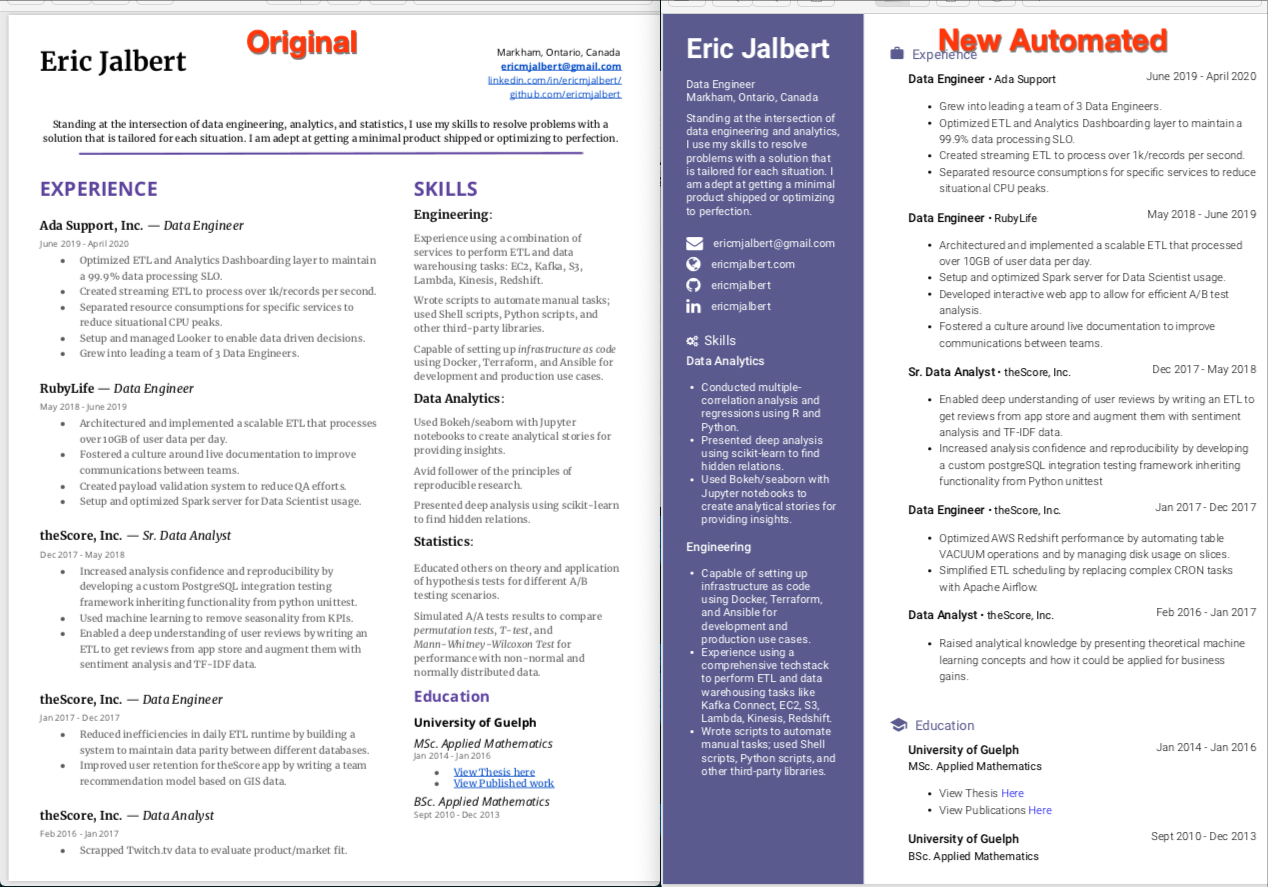 Original
Eric Jalbert
Markham, Ontario, Canada
ericmjalbert@gmail.com
linkedin.com/in/ericmjalbert/
github.com/ericmjalbert
Standing at the intersection of data engineering, analytics, and statistics, I use my skills to resolve problems with a
solution that is tailored for each situation. I am adept at getting a minimal product shipped or optimizing to perfection.
EXPERIENCE
Ada Support, Inc. — Data Engineer
June 2019 - April 2020
● Optimized ETL and Analytics Dashboarding layer to maintain
a 99.9% data processing SLO.
● Created streaming ETL to process over 1k/records per second.
● Separated resource consumptions for specific services to
reduce situational CPU peaks.
● Setup and managed Looker to enable data driven decisions.
● Grew into leading a team of 3 Data Engineers.
RubyLife — Data Engineer
May 2018 - June 2019
● Architectured and implemented a scalable ETL that processes
over 10GB of user data per day.
● Fostered a culture around live documentation to improve
communications between teams.
● Created payload validation system to reduce QA efforts.
● Setup and optimized Spark server for Data Scientist usage.
theScore, Inc. — Sr. Data Analyst
Dec 2017 - May 2018
● Increased analysis confidence and reproducibility by
developing a custom PostgreSQL integration testing
framework inheriting functionality from python unittest.
● Used machine learning to remove seasonality from KPIs.
● Enabled a deep understanding of user reviews by writing an
ETL to get reviews from app store and augment them with
sentiment analysis and TF-IDF data.
theScore, Inc. — Data Engineer
Jan 2017 - Dec 2017
● Reduced inefficiencies in daily ETL runtime by building a
system to maintain data parity between different databases.
● Improved user retention for theScore app by writing a team
recommendation model based on GIS data.
theScore, Inc. — Data Analyst
Feb 2016 - Jan 2017
● Scrapped Twitch.tv data to evaluate product/market fit.
SKILLS
Engineering:
Experience using a combination of
services to perform ETL and data
warehousing tasks: EC2, Kafka, S3,
Lambda, Kinesis, Redshift.
Wrote scripts to automate manual tasks;
used Shell scripts, Python scripts, and
other third-party libraries.
Capable of setting up infrastructure as code
using Docker, Terraform, and Ansible for
development and production use cases.
Data Analytics:
Used Bokeh/seaborn with Jupyter
notebooks to create analytical stories for
providing insights.
Avid follower of the principles of
reproducible research.
Presented deep analysis using scikit-learn
to find hidden relations.
Statistics:
Educated others on theory and application
of hypothesis tests for different A/B
testing scenarios.
Simulated A/A tests results to compare
permutation tests, T-test, and
Mann-Whitney-Wilcoxon Test for
performance with non-normal and
normally distributed data.
Education
University of Guelph
MSc. Applied Mathematics
Jan 2014 - Jan 2016
● View Thesis here
● View Published work
BSc. Applied Mathematics
Sept 2010 - Dec 2013
New Automated
Eric Jalbert
Data Engineer
Markham, Ontario, Canada
Standing at the intersection of
data engineering and analytics,
I use my skills to resolve
problems with a solution that
is tailored for each situation. I
am adept at getting a minimal
product shipped or optimizing
to perfection.
ericmjalbert@gmail.com
ericmjalbert.com
ericmjalbert
ericmjalbert
Skills
Data Analytics
• Conducted multiple-
correlation analysis and
regressions using R and
Python.
• Presented deep analysis
using scikit-learn to find
hidden relations.
• Used Bokeh/seaborn with
Jupyter notebooks to
create analytical stories for
providing insights.
Engineering
• Capable of setting up
infrastructure as code
using Docker, Terraform,
and Ansible for
development and
production use cases.
• Experience using a
comprehensive techstack
to perform ETL and data
warehousing tasks like
Kafka Connect, EC2, S3,
Lambda, Kinesis, Redshift.
• Wrote scripts to automate
manual tasks; used Shell
scripts, Python scripts, and
other third-party libraries.
Experience
Data Engineer • Ada Support June 2019 - April 2020
• Grew into leading a team of 3 Data Engineers.
• Optimized ETL and Analytics Dashboarding layer to maintain a
99.9% data processing SLO.
• Created streaming ETL to process over 1k/records per second.
• Separated resource consumptions for specific services to reduce
situational CPU peaks.
Data Engineer • RubyLife May 2018 - June 2019
• Architectured and implemented a scalable ETL that processed
over 10GB of user data per day.
• Setup and optimized Spark server for Data Scientist usage.
• Developed interactive web app to allow for efficient A/B test
analysis.
• Fostered a culture around live documentation to improve
communications between teams.
Sr. Data Analyst • theScore, Inc. Dec 2017 - May 2018
• Enabled deep understanding of user reviews by writing an ETL to
get reviews from app store and augment them with sentiment
analysis and TF-IDF data.
• Increased analysis confidence and reproducibility by developing
a custom postgreSQL integration testing framework inheriting
functionality from Python unittest
Data Engineer • theScore, Inc. Jan 2017 - Dec 2017
• Optimized AWS Redshift performance by automating table
VACUUM operations and by managing disk usage on slices.
• Simplified ETL scheduling by replacing complex CRON tasks
with Apache Airflow.
Data Analyst • theScore, Inc. Feb 2016 - Jan 2017
• Raised analytical knowledge by presenting theoretical machine
learning concepts and how it could be applied for business
gains.
Education
University of Guelph Jan 2014 - Jan 2016
MSc. Applied Mathematics
• View Thesis Here
• View Publications Here
University of Guelph Sept 2010 - Dec 2013
BSc. Applied Mathematics